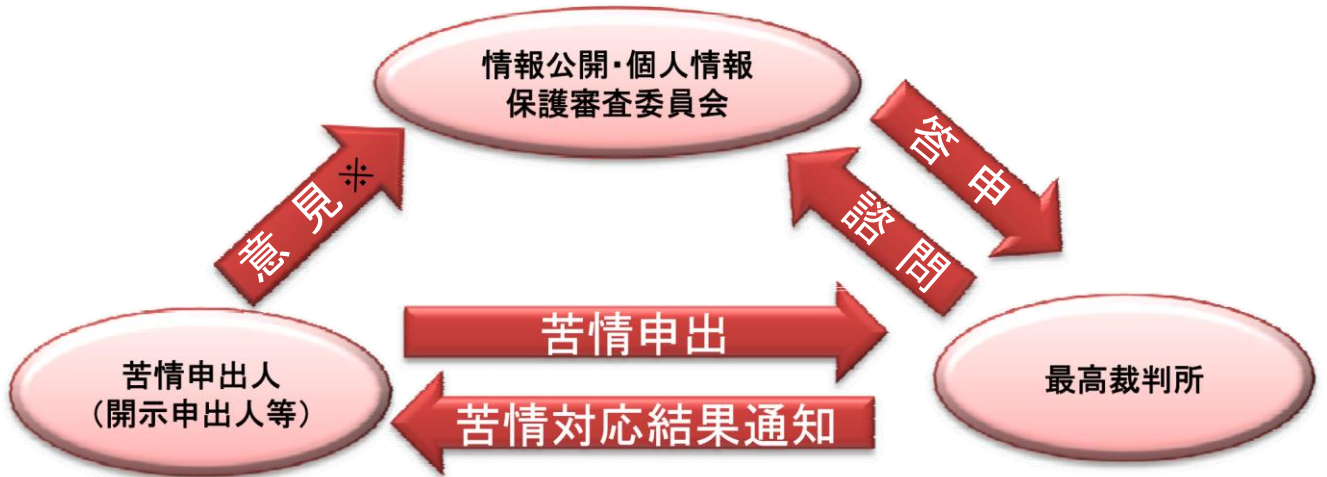 情報公開・個人情報
保護審査委員会
答申
諮問
意見※
苦情申出
苦情申出人
(開示申出人等)
最高裁判所
苦情対応結果通知